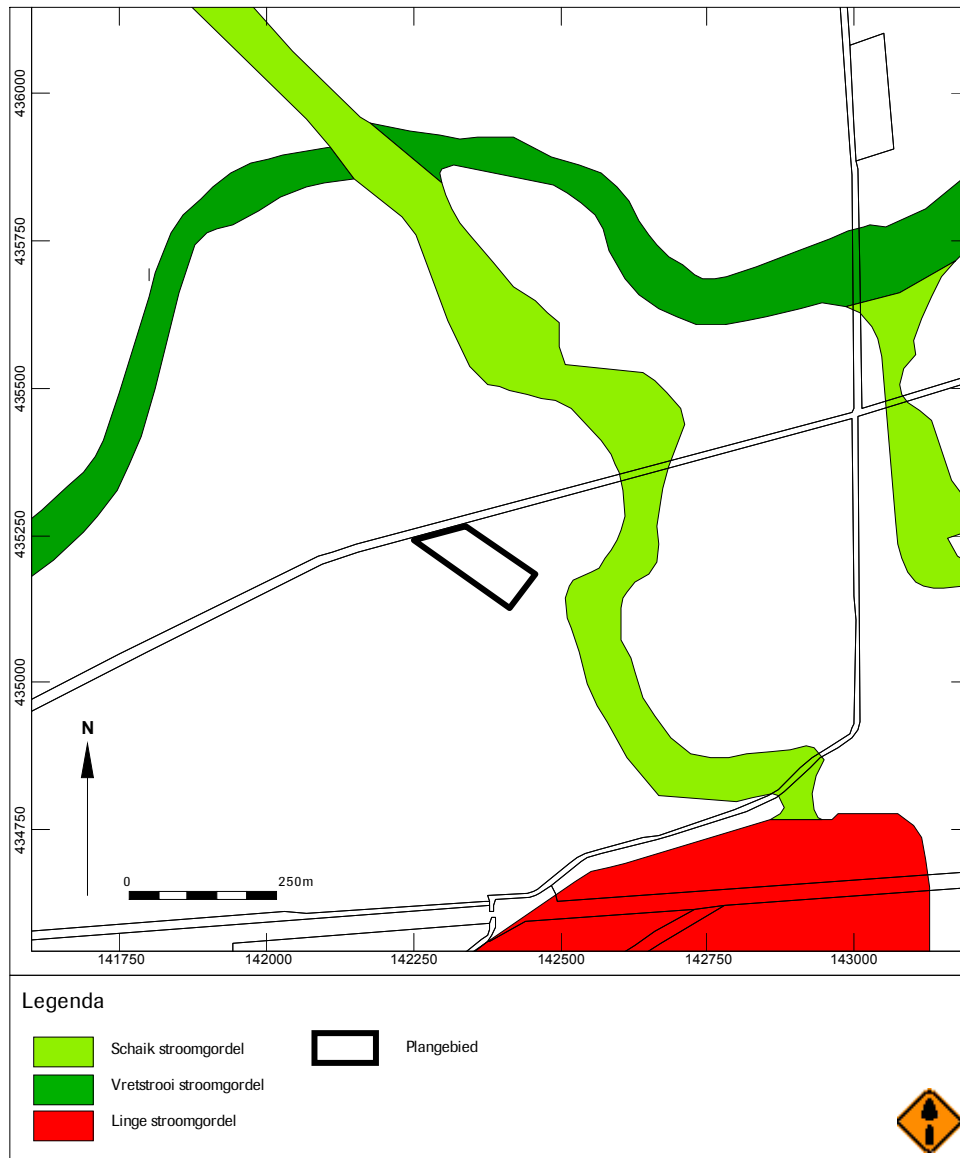 436000
435750
435500
435250
435000
434750
N
0 250m
141750 142000 142250 142500 142750 143000
Legenda
Schaik stroomgordel
Plangebied
Vretstrooi stroomgordel
Linge stroomgordel